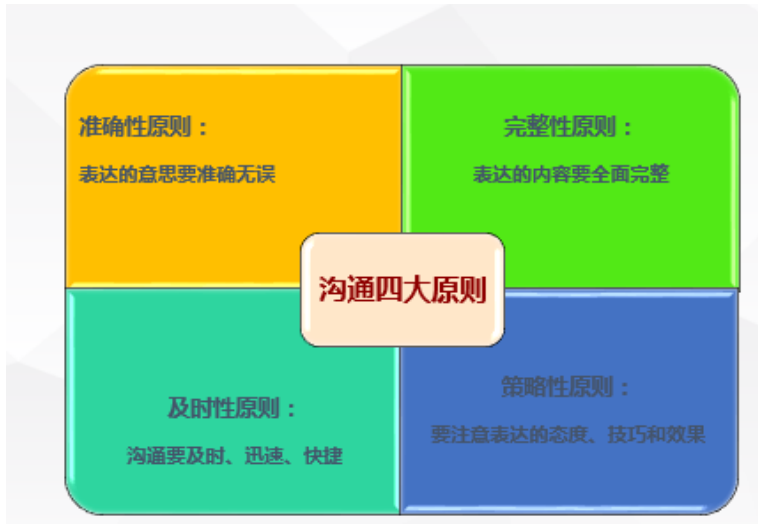 准确性原则：
表达的意思要准确无误
完整性原则：
表达的内容要全面完整
沟通四大原则
及时性原则：
沟通要及时、迅速、快捷
策略性原则：
要注意表达的态度、技巧和效果